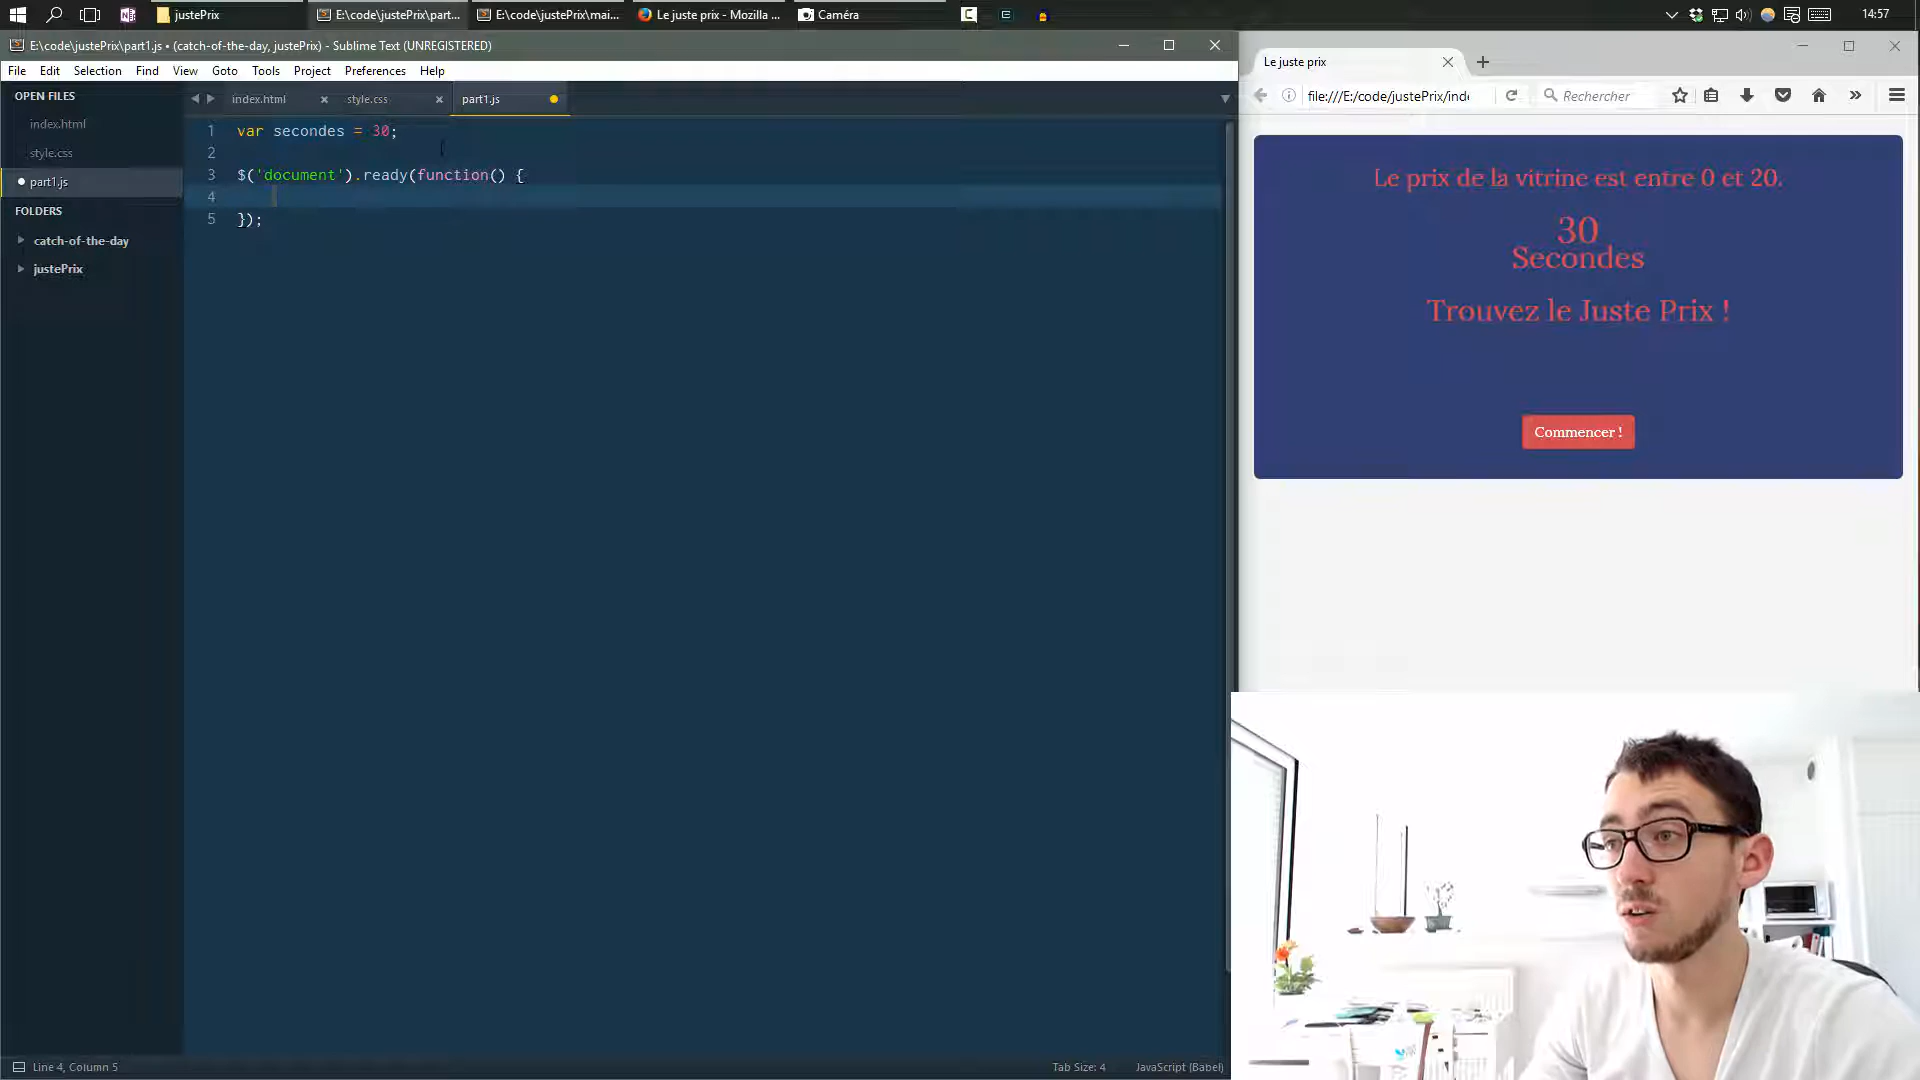 justePrix
E:\code\justePrix\part...
E:\code\justePrix\mai...
Le juste prix - Mozilla ...
Caméra
14:57
E:\code\justePrix\part1.js • (catch-of-the-day, justePrix) - Sublime Text (UNREGISTERED)
File Edit Selection Find View Goto Tools Project Preferences Help
OPEN FILES
index.html
style.css
part1.js
FOLDERS
catch-of-the-day
justePrix
index.html
style.css
part1.js
1 var secondes = 30;
2
3 $('document').ready(function() {
4
5 });
Line 4, Column 5
Tab Size: 4
JavaScript (Babel)
Le juste prix
file:///E:/code/justePrix/ind
Rechercher
Le prix de la vitrine est entre 0 et 20.
30
Secondes
Trouvez le Juste Prix !
Commencer !